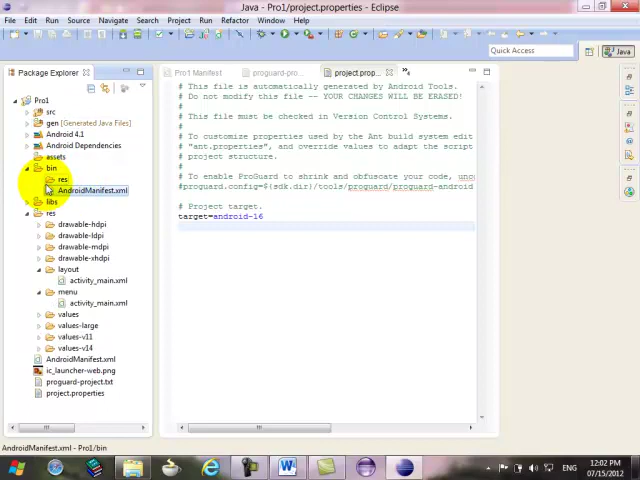 Java - Pro1/project.properties - Eclipse
File Edit Run Source Navigate Search Project Run Refactor Window Help
Quick Access
Java
Package Explorer
Pro1 Manifest
proguard-pro...
project.prop...
4
Pro1
src
gen [Generated Java Files]
Android 4.1
Android Dependencies
assets
bin
res
AndroidManifest.xml
libs
res
drawable-hdpi
drawable-ldpi
drawable-mdpi
drawable-xhdpi
layout
activity_main.xml
menu
activity_main.xml
values
values-large
values-v11
values-v14
AndroidManifest.xml
ic_launcher-web.png
proguard-project.txt
project.properties
# This file is automatically generated by Android Tools.
# Do not modify this file -- YOUR CHANGES WILL BE ERASED!
#
# This file must be checked in Version Control Systems.
#
# To customize properties used by the Ant build system edit
# "ant.properties", and override values to adapt the script
# project structure.
#
# To enable ProGuard to shrink and obfuscate your code, unco
#proguard.config=${sdk.dir}/tools/proguard/proguard-android
# Project target.
target=android-16
AndroidManifest.xml - Pro1/bin
ENG
12:02 PM
07/15/2012